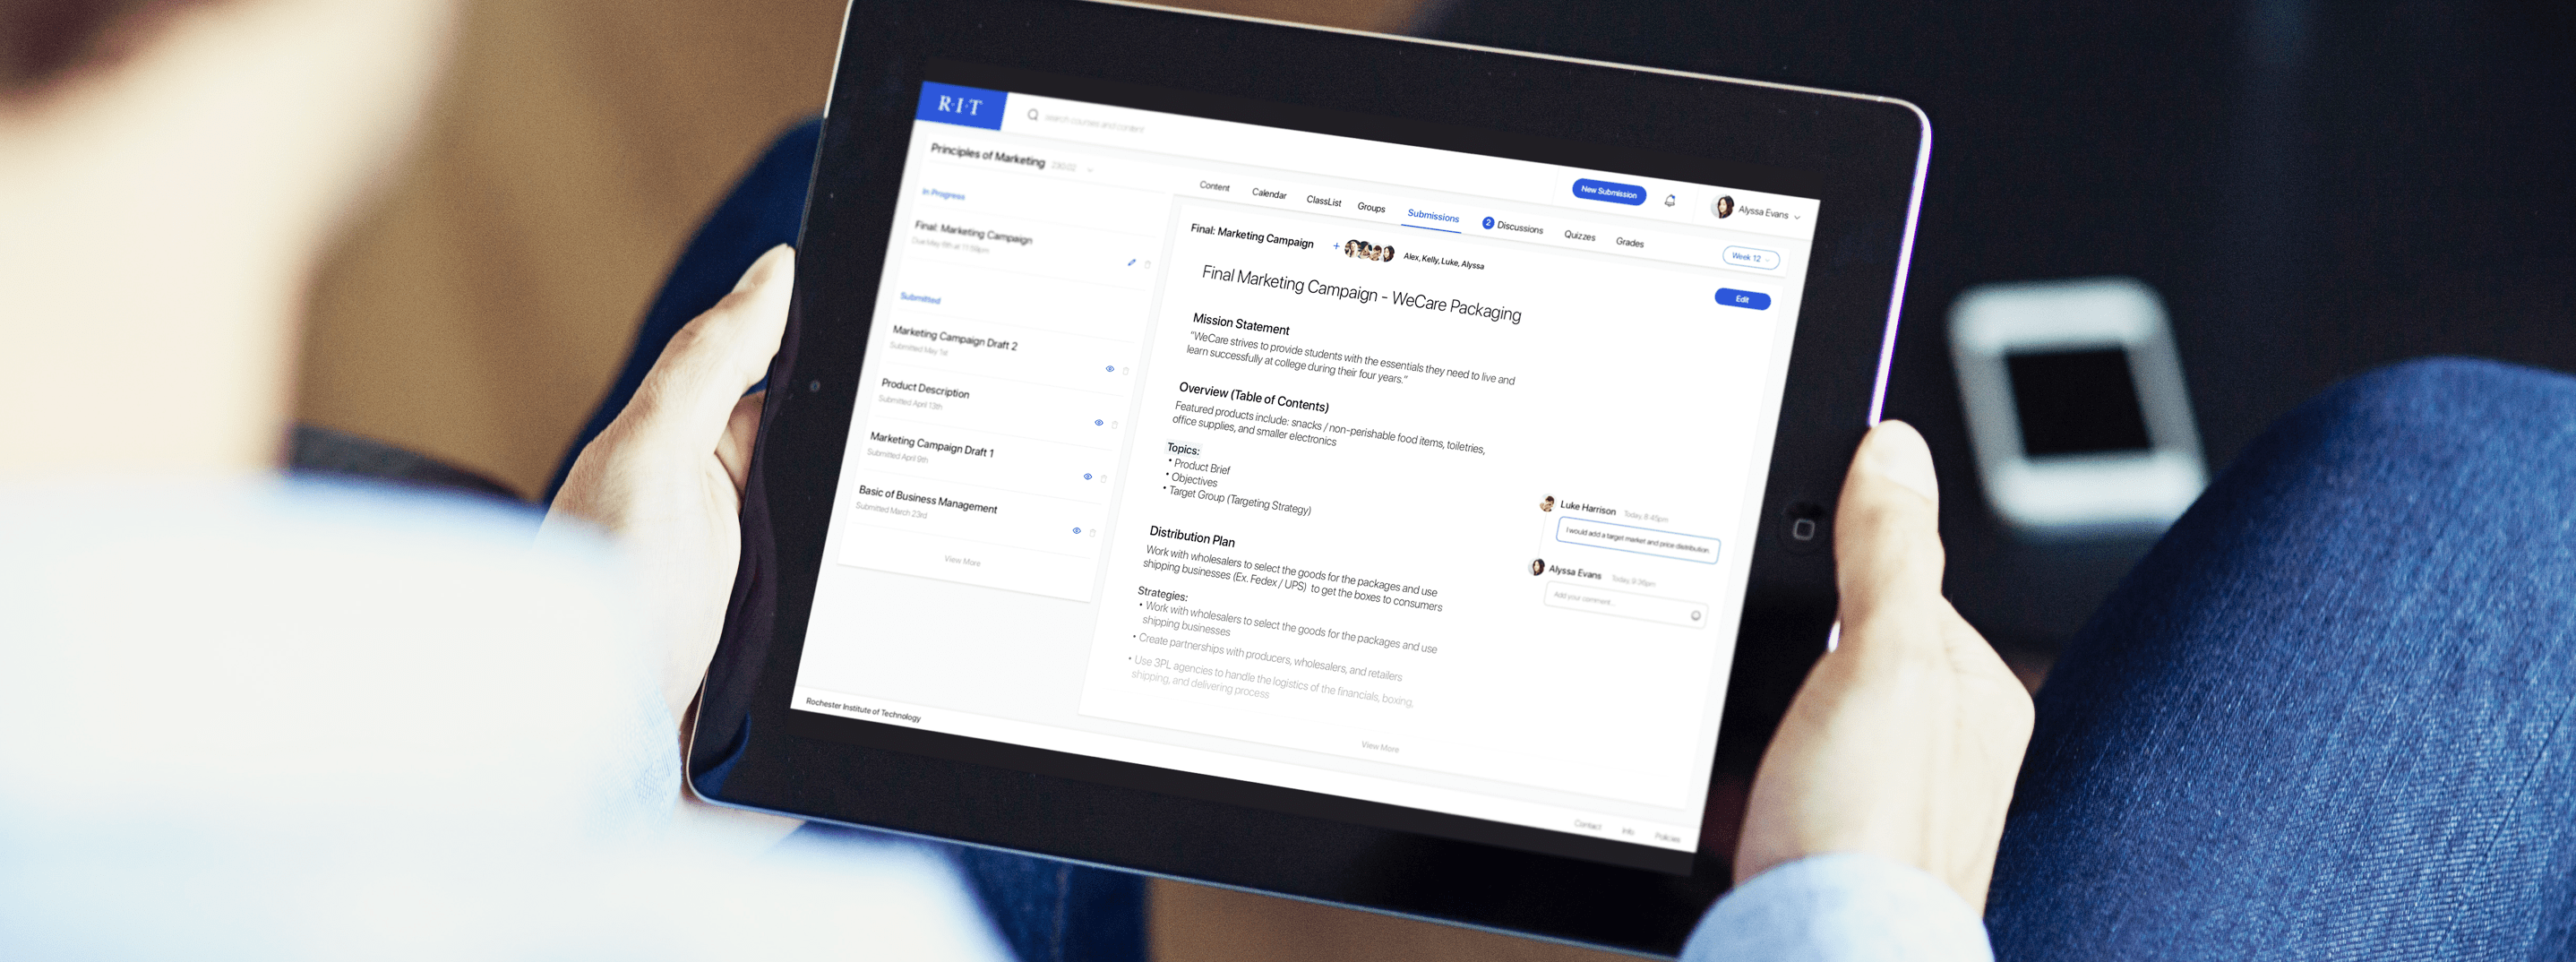 R·I·T
search courses and content
New Submission
Alyssa Evans
Principles of Marketing
Content Calendar ClassList Groups Submissions 2 Discussions Quizzes Grades
Week 12
In Progress
Final: Marketing Campaign
Due May 6th at 11:59pm
Submitted
Marketing Campaign Draft 2
Submitted May 1st
Product Description
Submitted April 13th
Marketing Campaign Draft 1
Submitted April 9th
Basic of Business Management
Submitted March 23rd
View More
Final: Marketing Campaign + Alex, Kelly, Luke, Alyssa
Edit
Final Marketing Campaign - WeCare Packaging
Mission Statement
"WeCare strives to provide students with the essentials they need to live and
learn successfully at college during their four years."
Overview (Table of Contents)
Featured products include: snacks / non-perishable food items, toiletries,
office supplies, and smaller electronics
Topics:
• Product Brief
• Objectives
• Target Group (Targeting Strategy)
Distribution Plan
Work with wholesalers to select the goods for the packages and use
shipping businesses (Ex. Fedex / UPS) to get the boxes to consumers
Strategies:
• Work with wholesalers to select the goods for the packages and use
shipping businesses
• Create partnerships with producers, wholesalers, and retailers
• Use 3PL agencies to handle the logistics of the financials, boxing,
shipping, and delivering process
View More
Luke Harrison Today, 8:45pm
I would add a target market and price distribution.
Alyssa Evans Today, 9:36pm
Add your comment...
Rochester Institute of Technology
Contact Info Policies